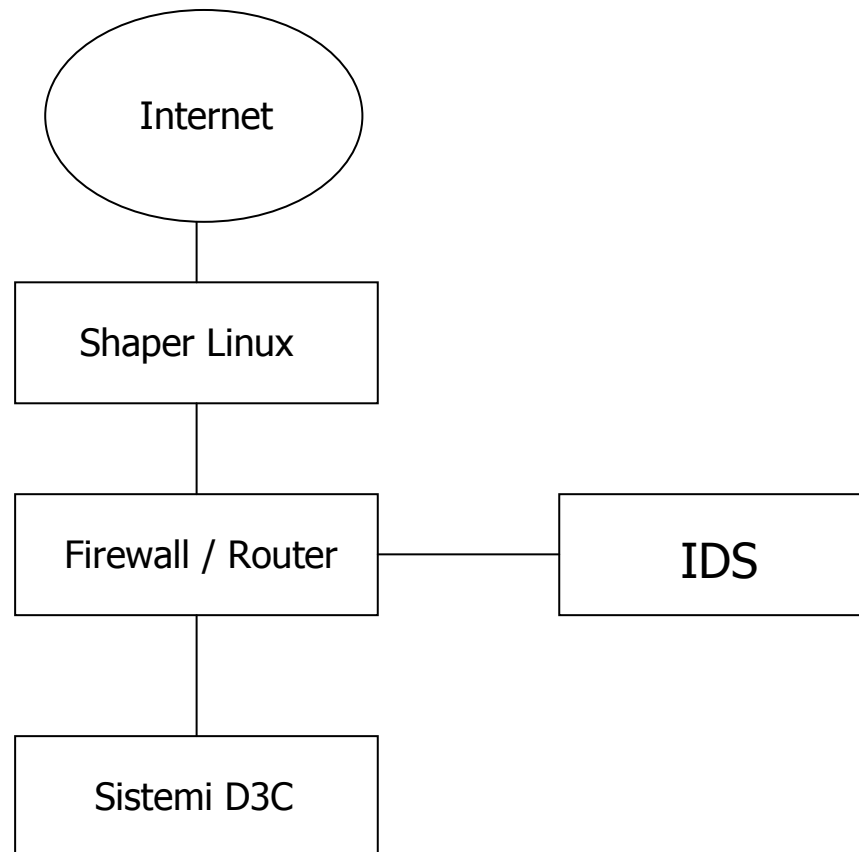 Internet
Shaper Linux
Firewall / Router
IDS
Sistemi D3C